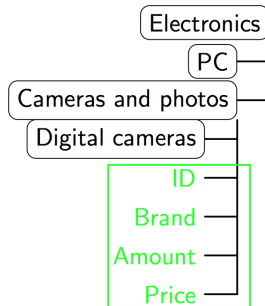 Electronics
PC
Cameras and photos
Digital cameras
ID
Brand
Amount
Price